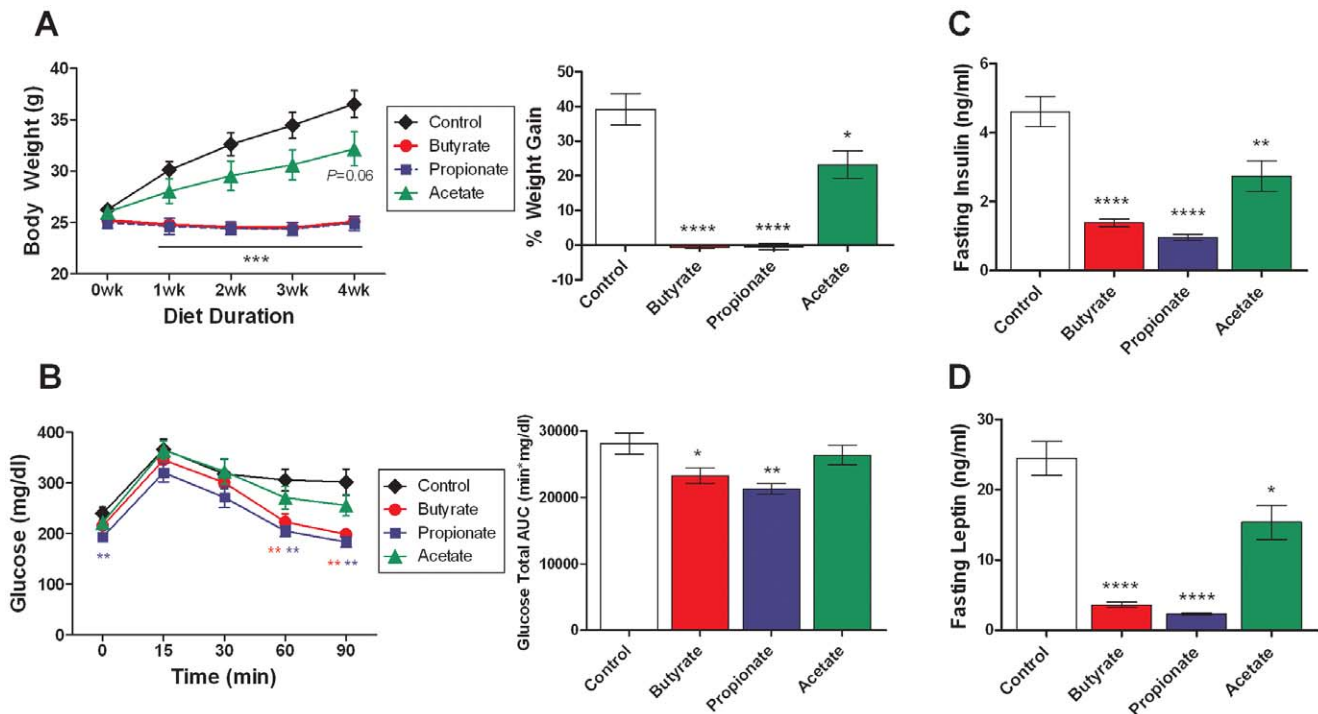 A
Body Weight (g)
40
35
30
25
20
0wk 1wk 2wk 3wk 4wk
Diet Duration
P=0.06
***
Control
Butyrate
Propionate
Acetate
% Weight Gain
50
40
30
20
10
0
-10
****
****
*
Control
Butyrate
Propionate
Acetate
C
Fasting Insulin (ng/ml)
6
4
2
0
****
****
**
Control
Butyrate
Propionate
Acetate
B
Glucose (mg/dl)
400
300
200
100
0
** ** ** ** **
0 15 30 60 90
Time (min)
Control
Butyrate
Propionate
Acetate
Glucose Total AUC (min*mg/dl)
30000
20000
10000
0
*
**
Control
Butyrate
Propionate
Acetate
D
Fasting Leptin (ng/ml)
30
20
10
0
****
****
*
Control
Butyrate
Propionate
Acetate